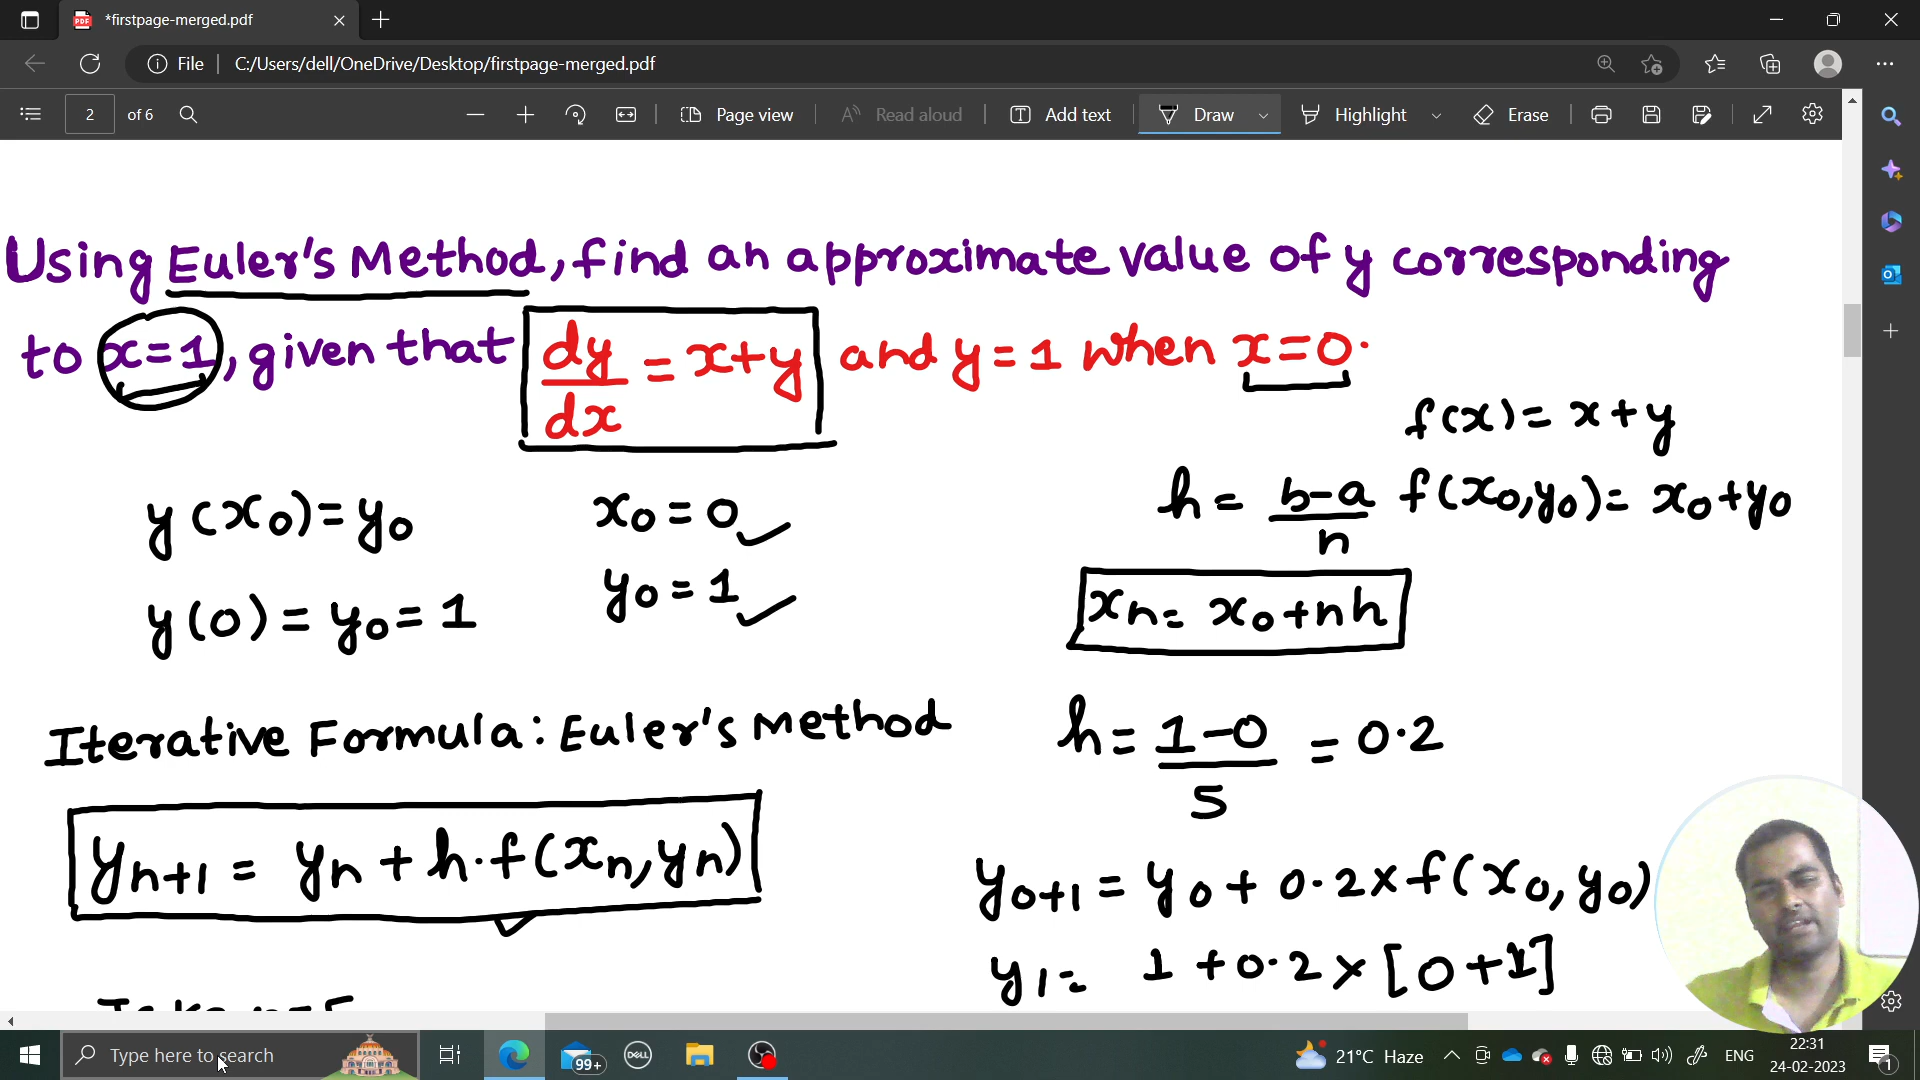 *firstpage-merged.pdf
File C:/Users/dell/OneDrive/Desktop/firstpage-merged.pdf
2 of 6 Page view Read aloud Add text Draw Highlight Erase
Using Euler's Method, find an approximate value of y corresponding
to x=1, given that dy/dx = x+y and y=1 when x=0.
f(x)= x+y
y(x₀)=y₀ x₀=0 h= b-a/n f(x₀,y₀)= x₀+y₀
y(0)=y₀=1 y₀=1 xn= x₀+nh
Iterative Formula: Euler's Method h= 1-0/5 = 0.2
yn+1 = yn + h.f(xn,yn) y0+1 = y₀ + 0.2×f(x₀,y₀)
y1= 1+0.2×[0+1]
Type here to search 99+ DELL 21°C Haze ENG 22:31
24-02-2023 1